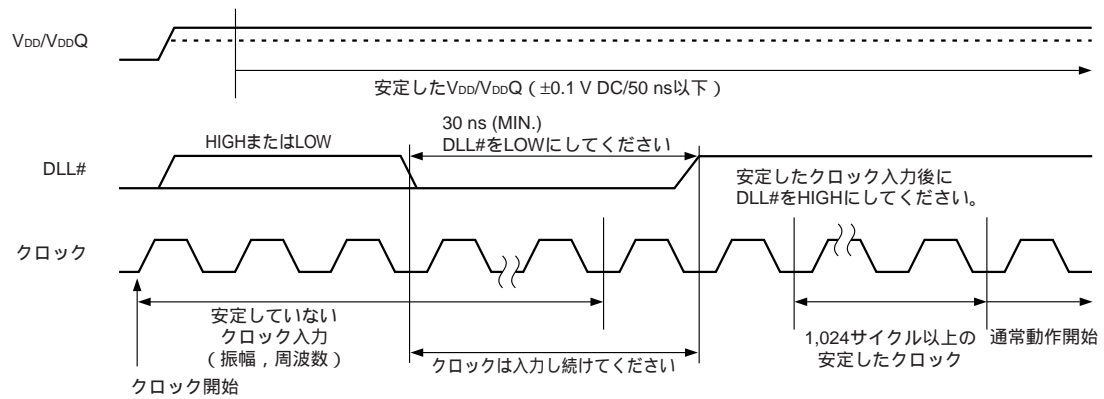 VDD/VDDQ
安定したVDD/VDDQ（±0.1 V DC/50 ns以下）
30 ns (MIN.)
HIGHまたはLOW
DLL#をLOWにしてください
DLL#
安定したクロック入力後に
DLL#をHIGHにしてください。
クロック
安定していない
クロック入力
（振幅，周波数）
クロックは入力し続けてください
1,024サイクル以上の
安定したクロック
通常動作開始
クロック開始